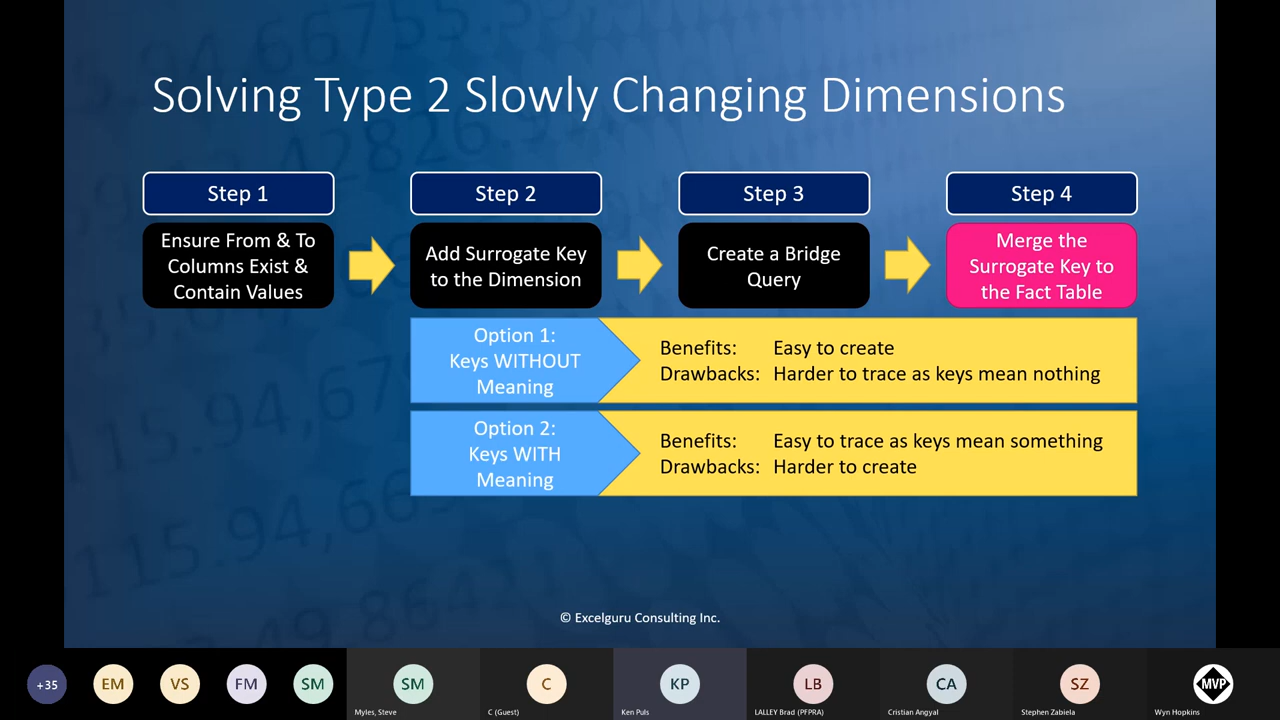 Solving Type 2 Slowly Changing Dimensions
Step 1
Ensure From & To
Columns Exist &
Contain Values
Step 2
Add Surrogate Key
to the Dimension
Step 3
Create a Bridge
Query
Step 4
Merge the
Surrogate Key to
the Fact Table
Option 1:
Keys WITHOUT
Meaning
Benefits: Easy to create
Drawbacks: Harder to trace as keys mean nothing
Option 2:
Keys WITH
Meaning
Benefits: Easy to trace as keys mean something
Drawbacks: Harder to create
© Excelguru Consulting Inc.
+35
EM
VS
FM
SM
SM
Myles, Steve
C
C (Guest)
KP
Ken Puls
LB
LALLEY Brad (PFPRA)
CA
Cristian Angyal
SZ
Stephen Zabiela
MVP
Wyn Hopkins